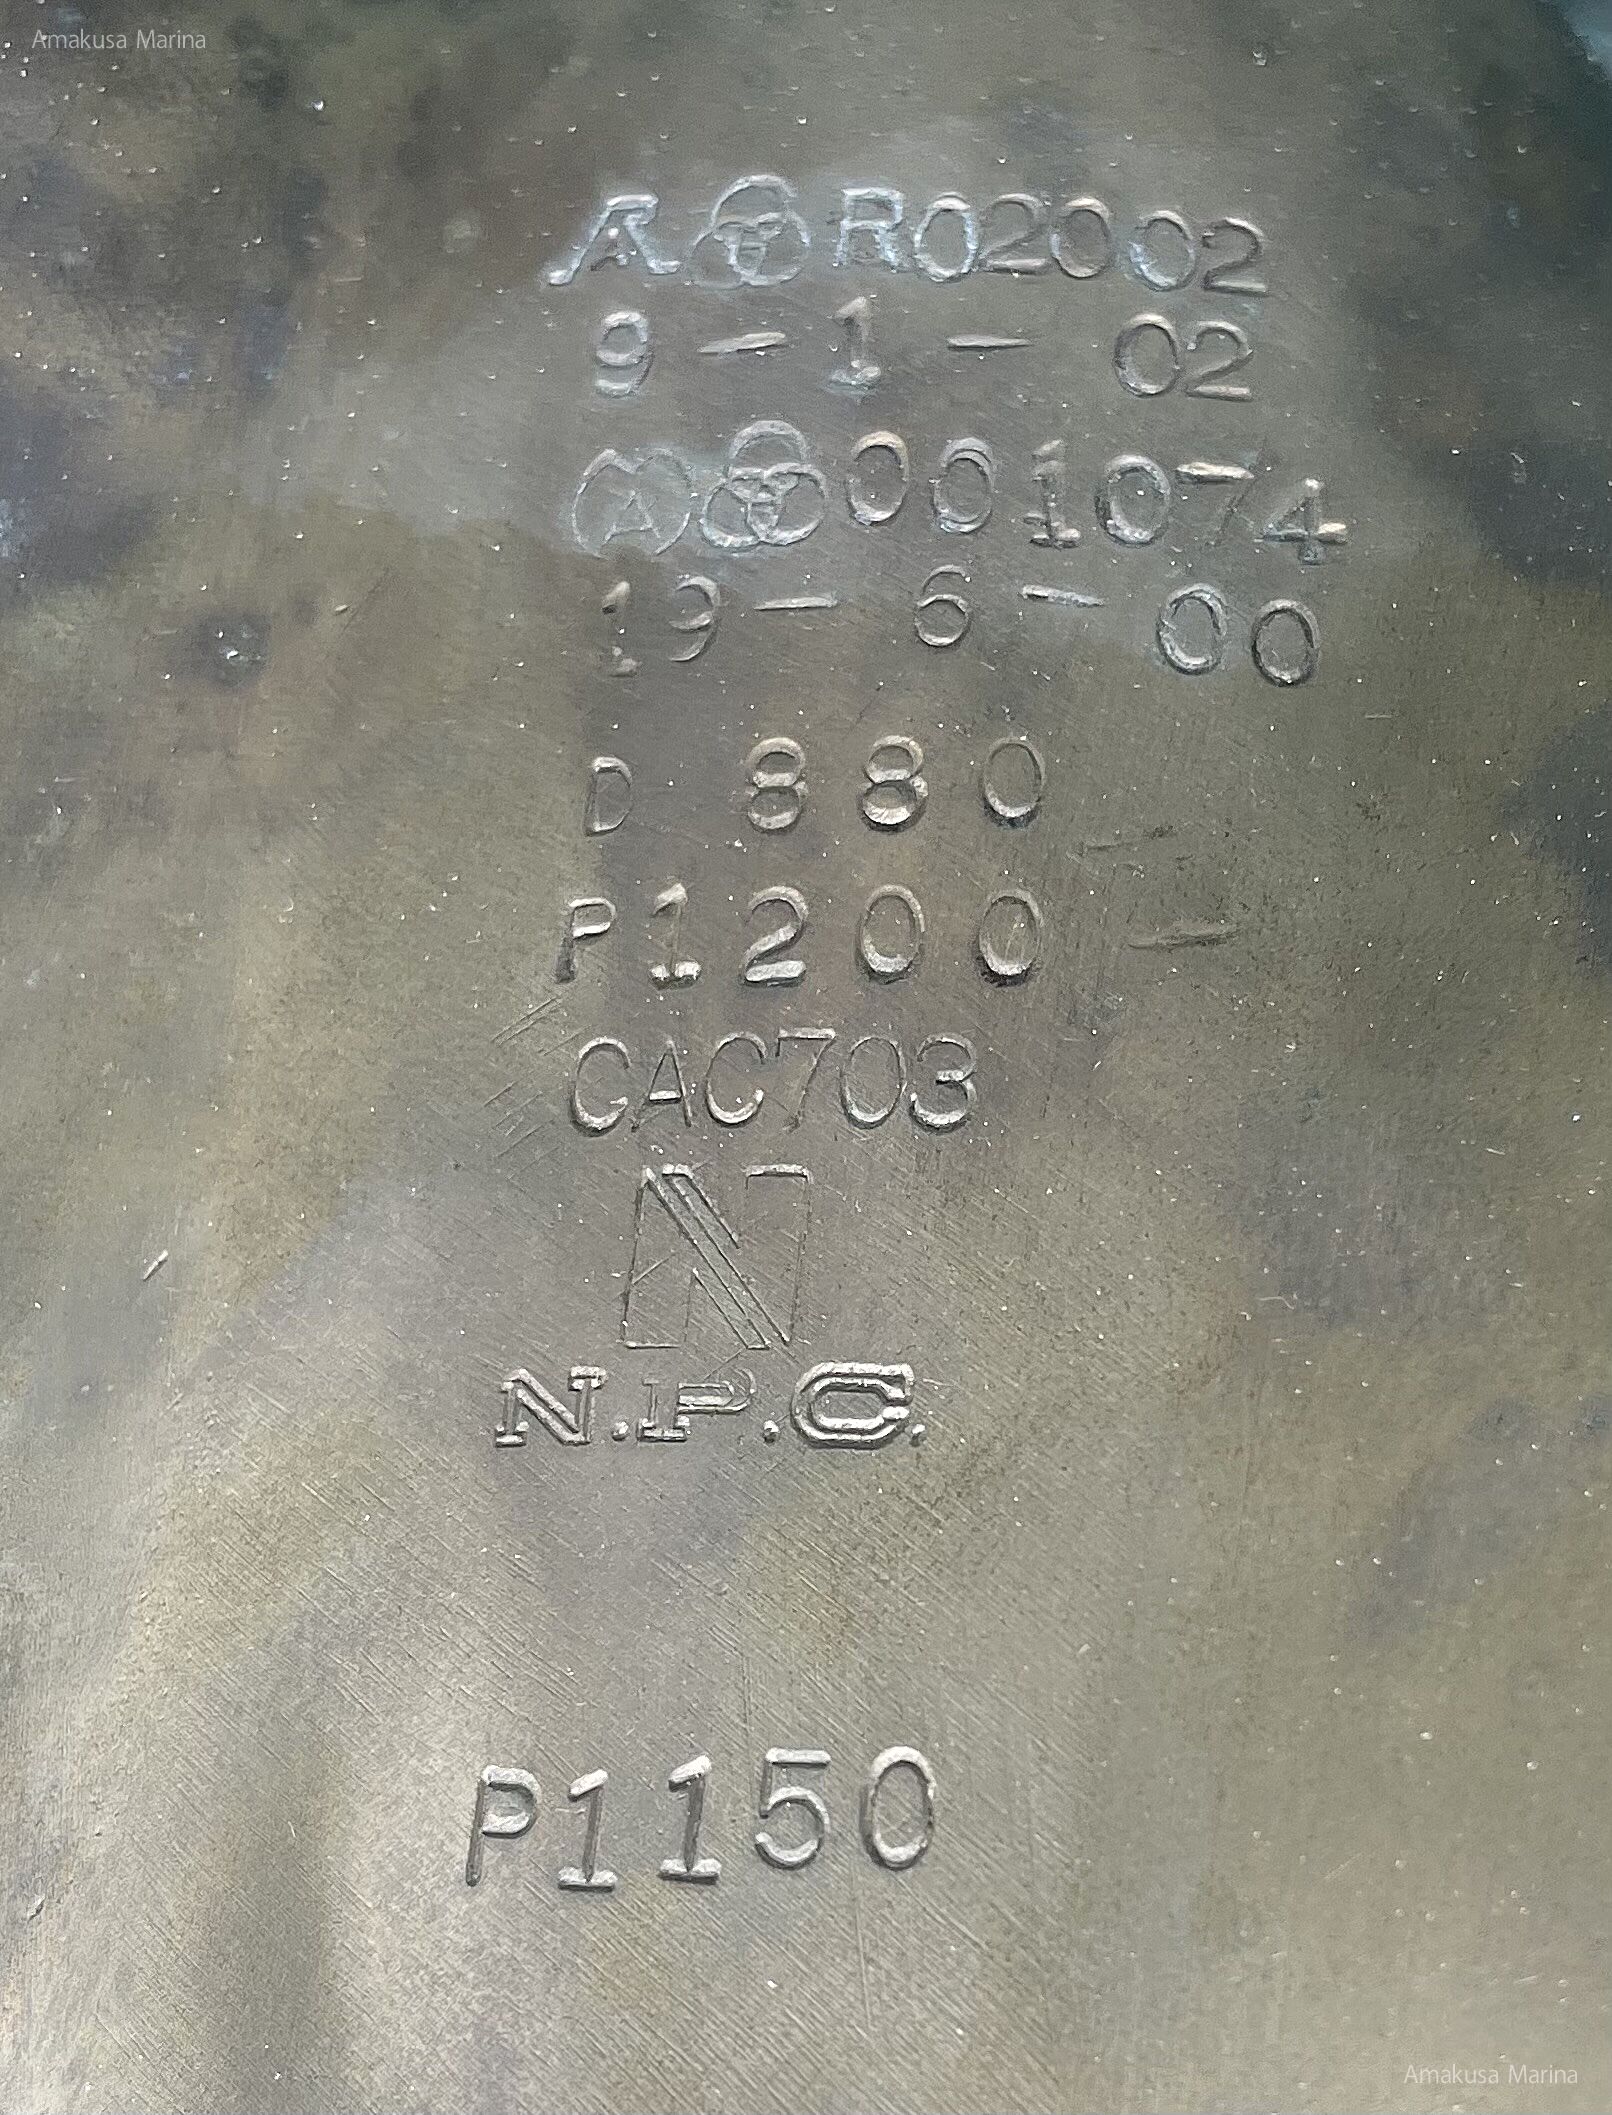 Amakusa Marina
A R02002
9-1-02
M A 001074
19-6-00
D 880
P1200
CAC703
N
N.P.C.
P1150
Amakusa Marina